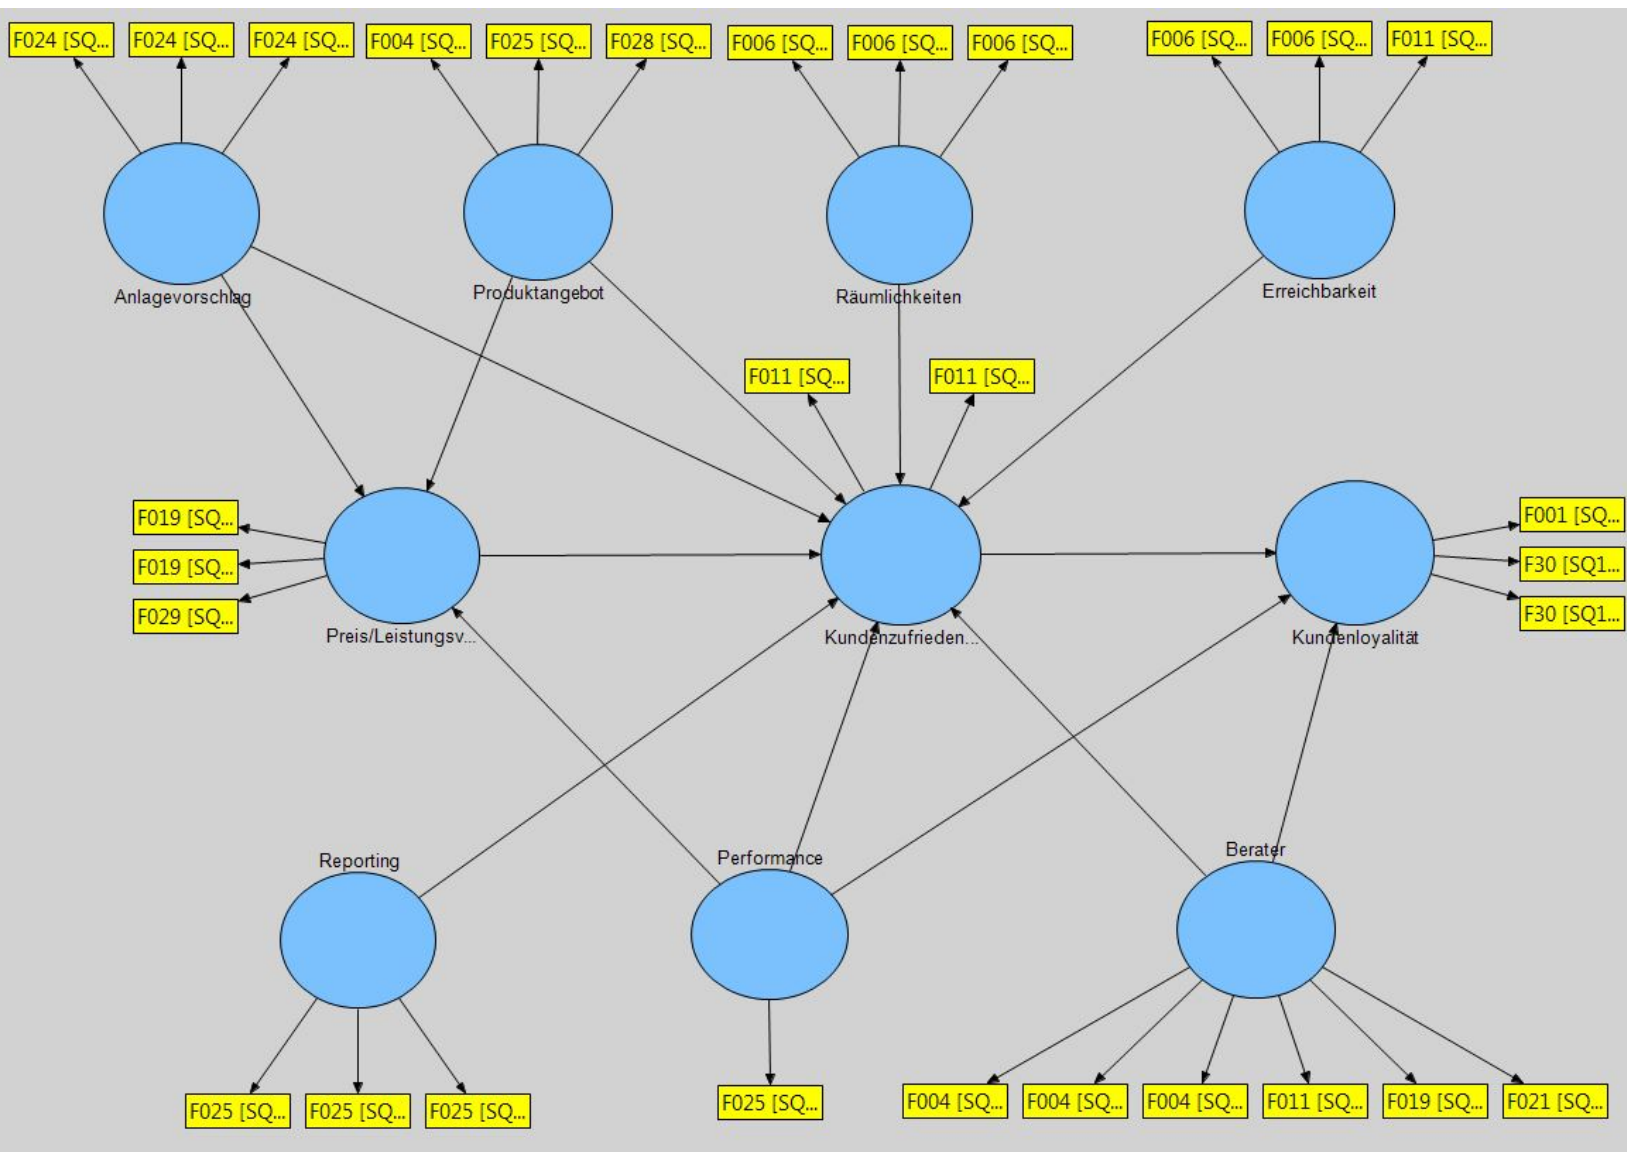 F024 [SQ...
F024 [SQ...
F024 [SQ...
F004 [SQ...
F025 [SQ...
F028 [SQ...
F006 [SQ...
F006 [SQ...
F006 [SQ...
F006 [SQ...
F006 [SQ...
F011 [SQ...
Anlagevorschlag
Produktangebot
Räumlichkeiten
Erreichbarkeit
F011 [SQ...
F011 [SQ...
F019 [SQ...
F019 [SQ...
F029 [SQ...
Preis/Leistungsv...
Kundenzufrieden...
Kundenloyalität
F001 [SQ...
F30 [SQ1...
F30 [SQ1...
Reporting
Performance
Berater
F025 [SQ...
F025 [SQ...
F025 [SQ...
F025 [SQ...
F004 [SQ...
F004 [SQ...
F004 [SQ...
F011 [SQ...
F019 [SQ...
F021 [SQ...